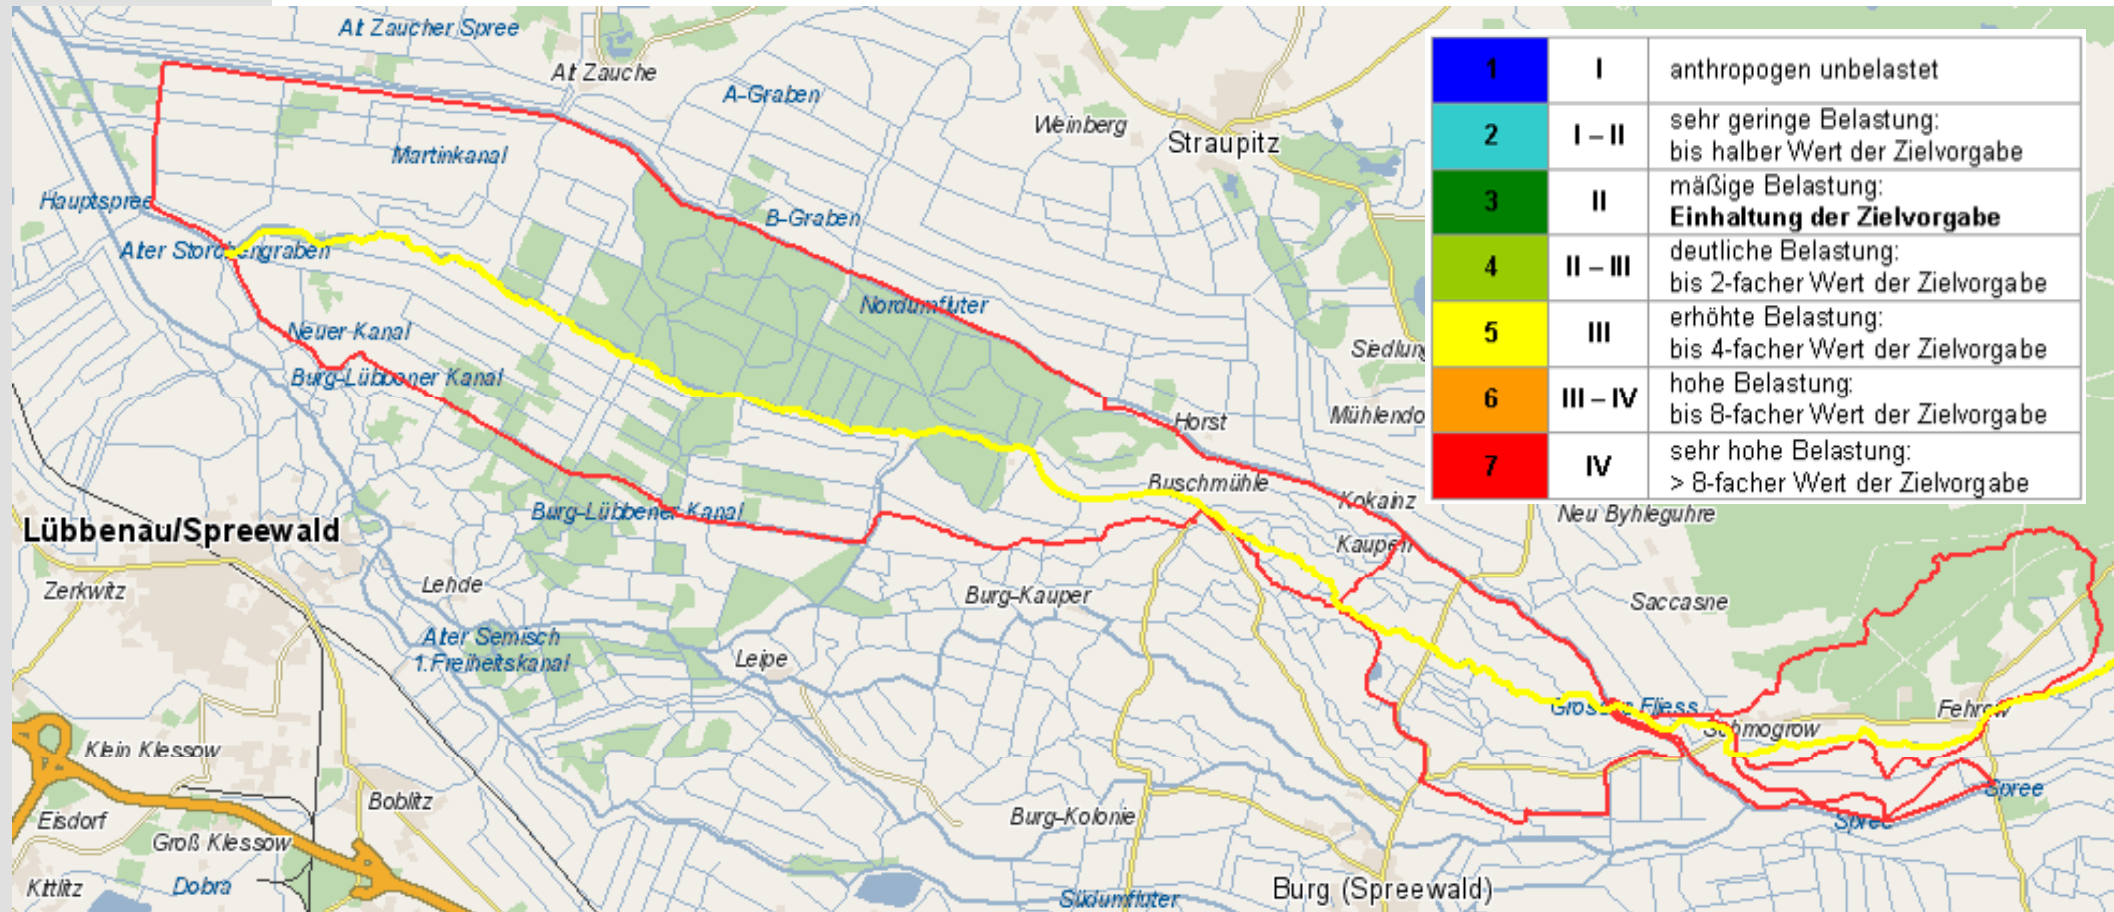 Alt Zaucher Spree
Alt Zauche
A-Graben
Weinberg
Straupitz
Martinkanal
Hauptspree
B-Graben
Alter Storchengraben
Nordumfluter
Neuer Kanal
Burg-Lübbener Kanal
Siedlung
Horst
Mühlendo
Buschmühle
Kokainz
Neu Byhleguhre
Burg-Lübbener Kanal
Lübbenau/Spreewald
Kaupen
Zerkwitz
Lehde
Burg-Kauper
Saccasne
Alter Semisch
1.Freiheitskanal
Leipe
Grosses Fliess
Fehrow
Schmogrow
Klein Klessow
Boblitz
Spree
Eisdorf
Burg-Kolonie
Spree
Groß Klessow
Kittlitz
Dobra
Südumfluter
Burg (Spreewald)
1 I anthropogen unbelastet
2 I – II sehr geringe Belastung:
bis halber Wert der Zielvorgabe
3 II mäßige Belastung:
Einhaltung der Zielvorgabe
4 II – III deutliche Belastung:
bis 2-facher Wert der Zielvorgabe
5 III erhöhte Belastung:
bis 4-facher Wert der Zielvorgabe
6 III – IV hohe Belastung:
bis 8-facher Wert der Zielvorgabe
7 IV sehr hohe Belastung:
> 8-facher Wert der Zielvorgabe